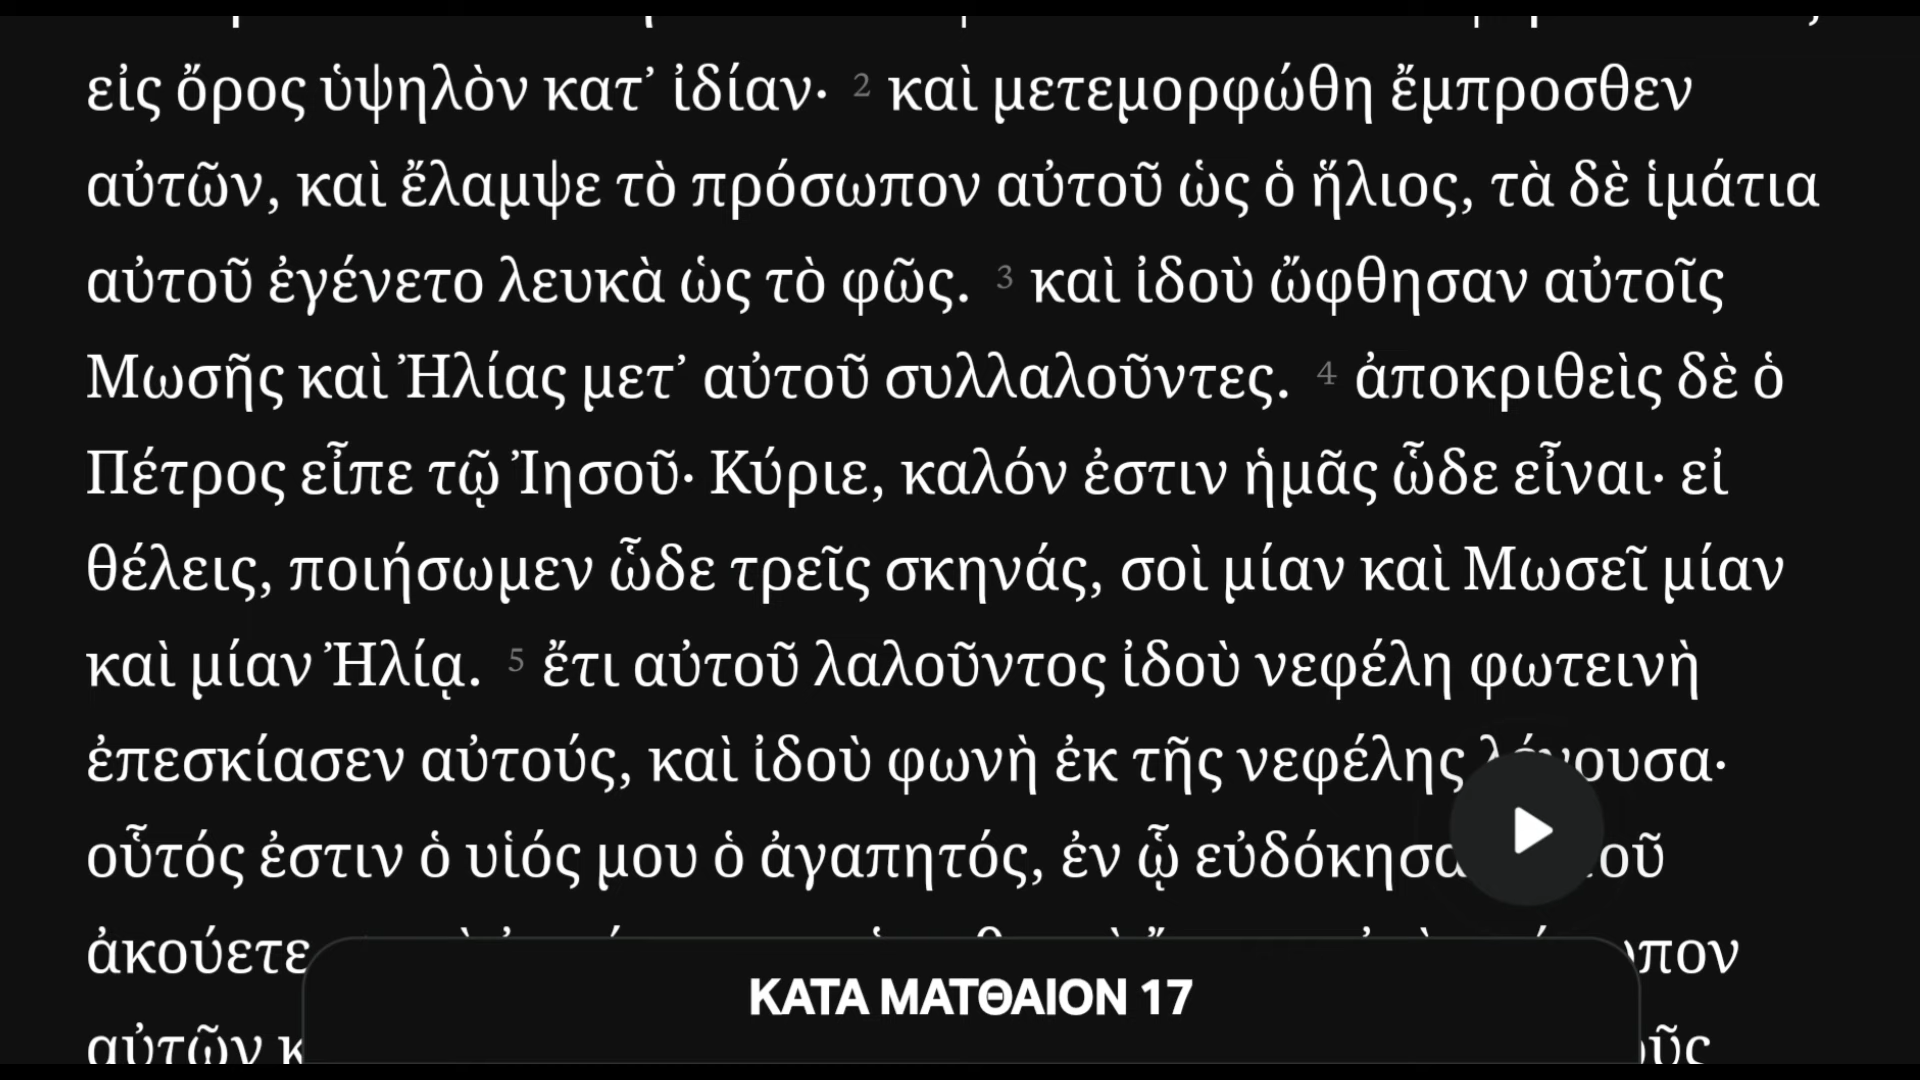 εἰς ὄρος ὑψηλὸν κατ᾿ ἰδίαν· 2 καὶ μετεμορφώθη ἔμπροσθεν
αὐτῶν, καὶ ἔλαμψε τὸ πρόσωπον αὐτοῦ ὡς ὁ ἥλιος, τὰ δὲ ἱμάτια
αὐτοῦ ἐγένετο λευκὰ ὡς τὸ φῶς. 3 καὶ ἰδοὺ ὤφθησαν αὐτοῖς
Μωσῆς καὶ Ἠλίας μετ᾿ αὐτοῦ συλλαλοῦντες. 4 ἀποκριθεὶς δὲ ὁ
Πέτρος εἶπε τῷ Ἰησοῦ· Κύριε, καλόν ἐστιν ἡμᾶς ὧδε εἶναι· εἰ
θέλεις, ποιήσωμεν ὧδε τρεῖς σκηνάς, σοὶ μίαν καὶ Μωσεῖ μίαν
καὶ μίαν Ἠλίᾳ. 5 ἔτι αὐτοῦ λαλοῦντος ἰδοὺ νεφέλη φωτεινὴ
ἐπεσκίασεν αὐτούς, καὶ ἰδοὺ φωνὴ ἐκ τῆς νεφέλης λέγουσα·
οὗτός ἐστιν ὁ υἱός μου ὁ ἀγαπητός, ἐν ᾧ εὐδόκησα
ἀκούετε
αὐτῶν
ΚΑΤΑ ΜΑΤΘΑΙΟΝ 17